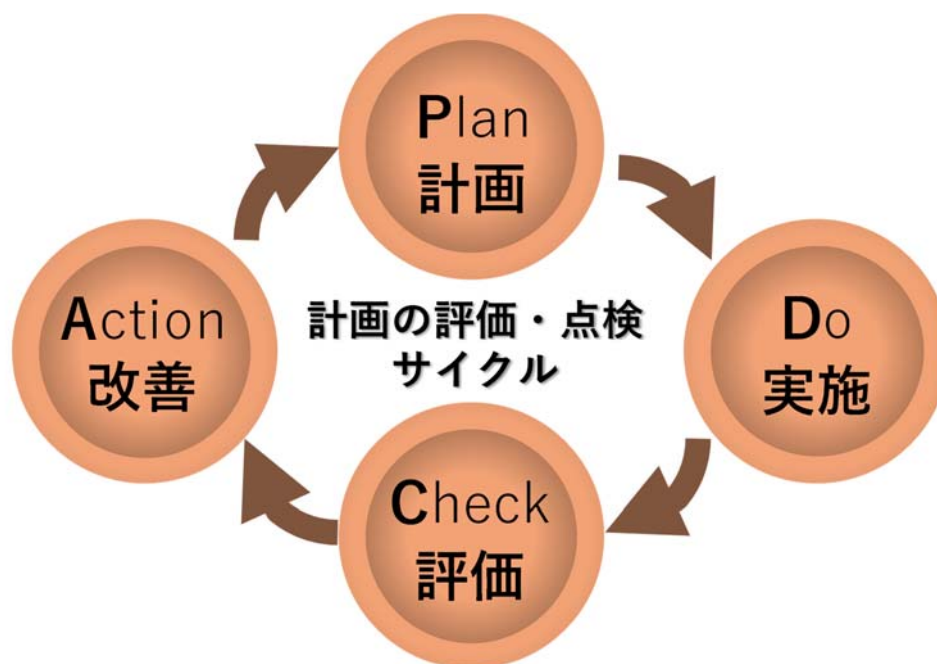 Plan
計画
Do
実施
Check
評価
Action
改善
計画の評価・点検
サイクル